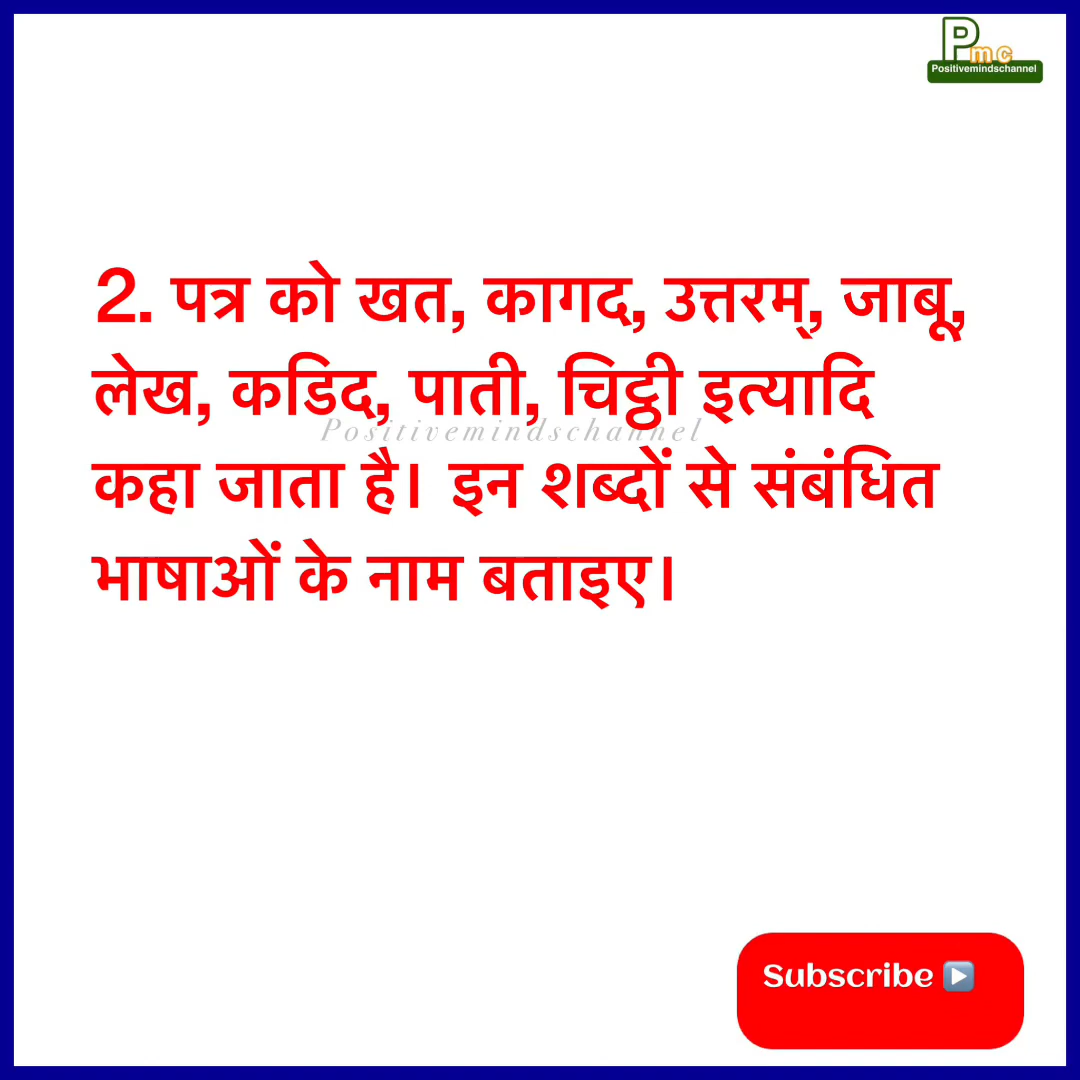 Pmc
Positivemindschannel
2. पत्र को खत, कागद, उत्तरम्, जाबू,
लेख, कडिद, पाती, चिट्ठी इत्यादि
Positivemindschannel
कहा जाता है। इन शब्दों से संबंधित
भाषाओं के नाम बताइए।
Subscribe ▶️